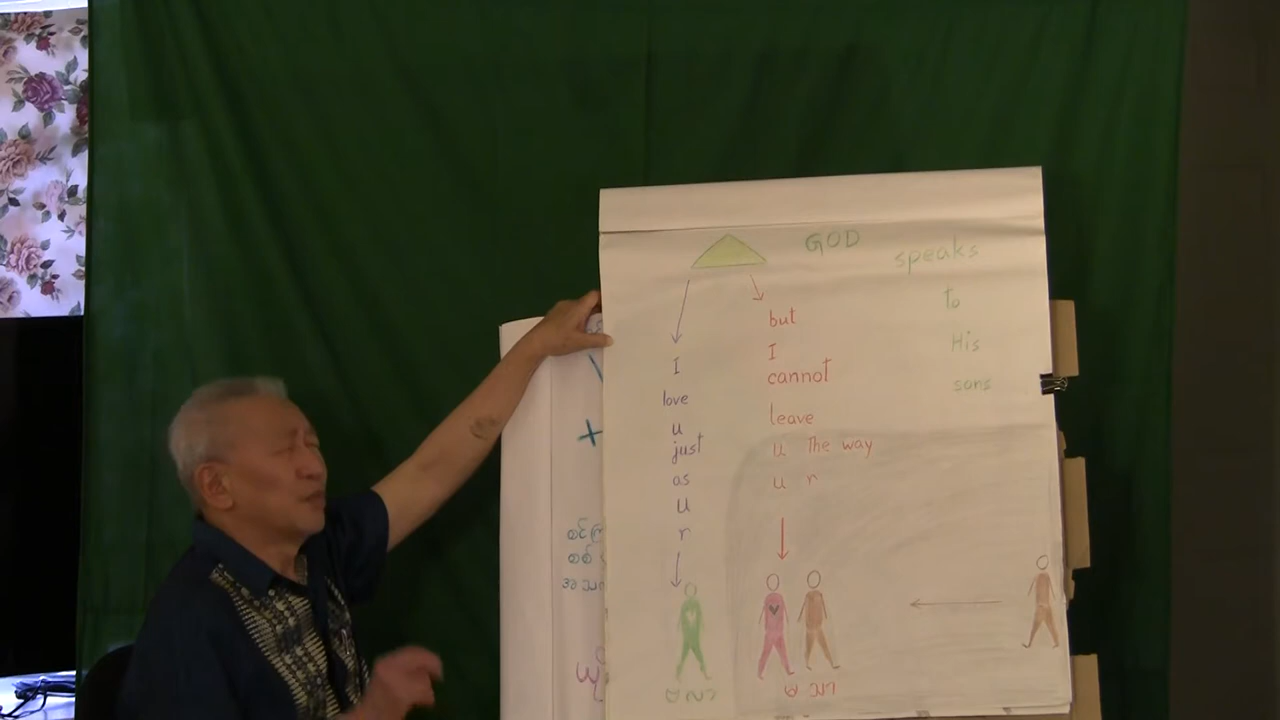 GOD
speaks
to
His
sons
I
love
u
just
as
u
r
but
I
cannot
leave
u The way
u r